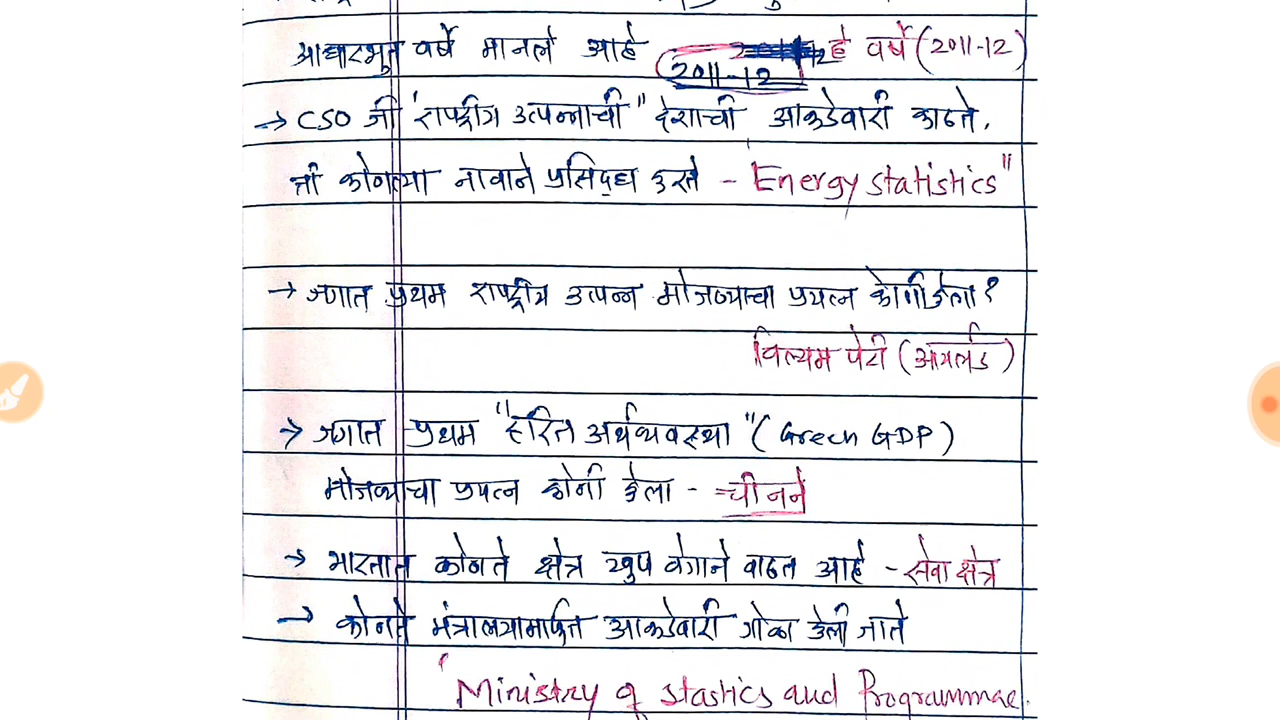 आधारभूत वर्षे मानले आहे 2011-12 हे वर्षे (2011-12)
→ CSO जी 'राष्ट्रीय उत्पन्नाची" देशाची आकडेवारी काढते.
ती कोणत्या नावाने प्रसिद्ध करते - 'Energy statistics"
→ जगात प्रथम राष्ट्रीय उत्पन्न मोजण्याचा प्रयत्न कोणी केला?
विल्यम पेटी (आयर्लंड)
→ जगात प्रथम "हरित अर्थव्यवस्था" (Green GDP)
मोजण्याचा प्रयत्न कोनी केला - =चीनने
→ भारतात कोनते क्षेत्र खुप वेगाने वाढत आहे - सेवा क्षेत्र
→ कोनते मंत्रालयामार्फत आकडेवारी गोळा केली जाते
'Ministry of stastics and Programmae.